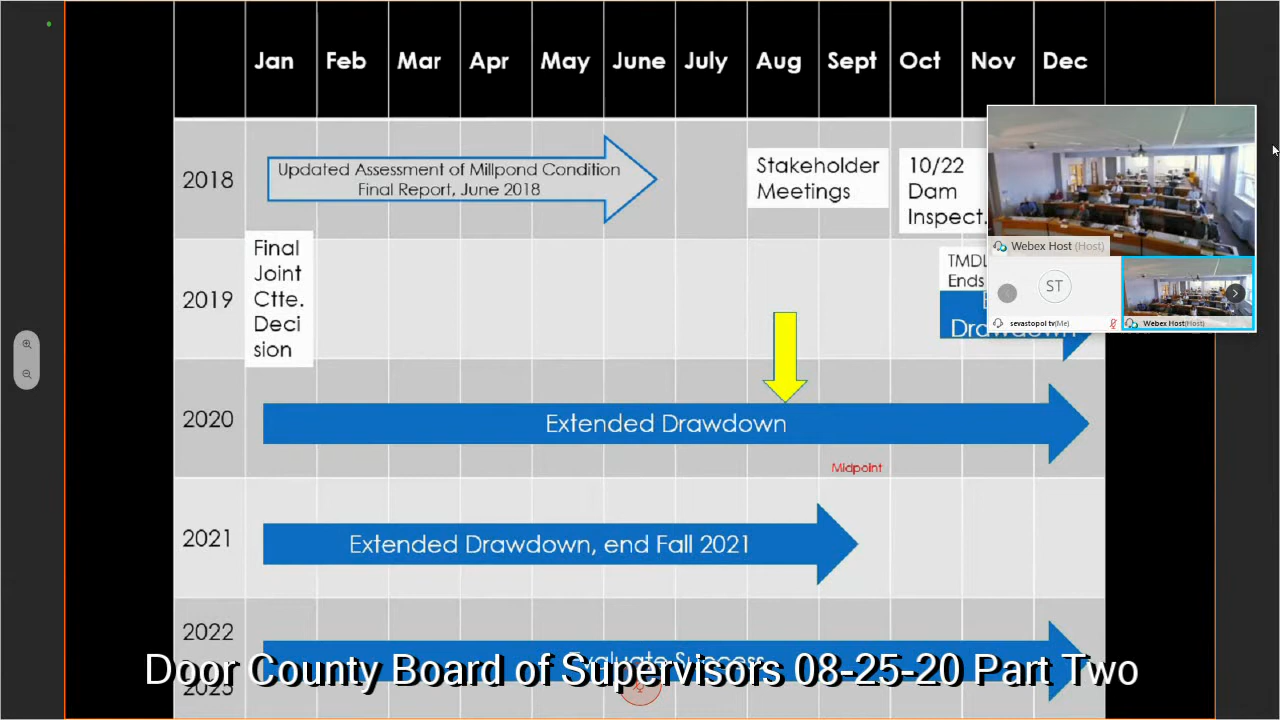 Jan Feb Mar Apr May June July Aug Sept Oct Nov Dec
2018
Updated Assessment of Millpond Condition
Final Report, June 2018
Stakeholder
Meetings
10/22
Dam
Inspect.
Webex Host (Host)
2019
Final
Joint
Ctte.
Deci
sion
TMDL
Ends
Drawdown
ST
sevastopol tv(Me)
Webex Host(Host)
2020
Extended Drawdown
Midpoint
2021
Extended Drawdown, end Fall 2021
2022
Evaluate Success
2023
Door County Board of Supervisors 08-25-20 Part Two